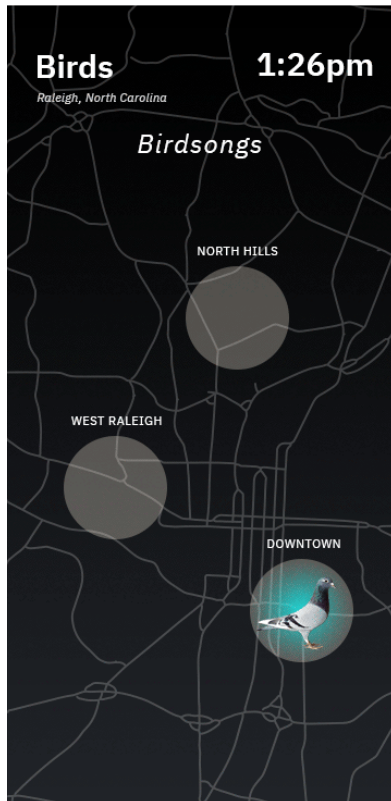 Birds
1:26pm
Raleigh, North Carolina
Birdsongs
NORTH HILLS
WEST RALEIGH
DOWNTOWN